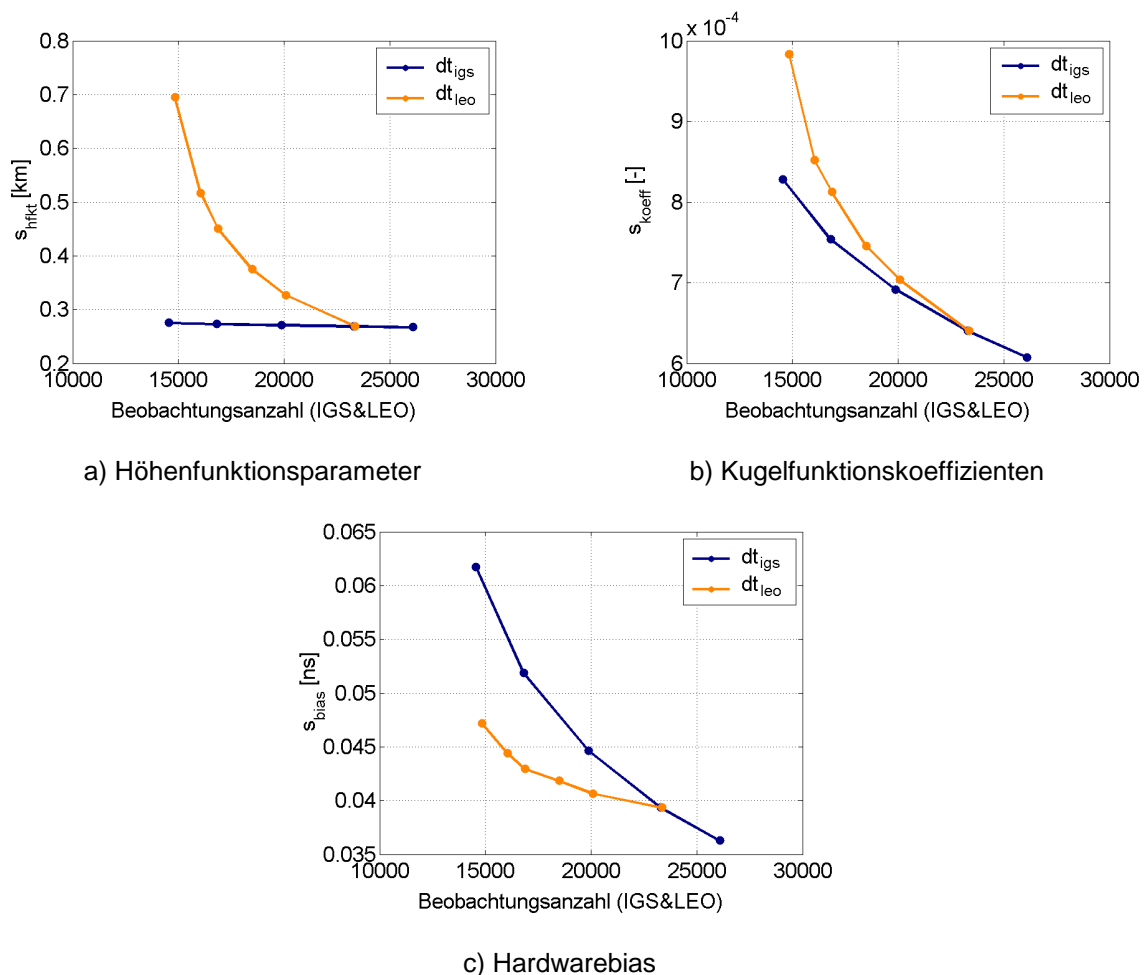 0.8
0.7
0.6
0.5
0.4
0.3
0.2
s_hfkt [km]
10000 15000 20000 25000 30000
Beobachtungsanzahl (IGS&LEO)
dt_igs
dt_leo
a) Höhenfunktionsparameter
10 x 10^-4
9
8
7
6
s_koeff [-]
10000 15000 20000 25000 30000
Beobachtungsanzahl (IGS&LEO)
dt_igs
dt_leo
b) Kugelfunktionskoeffizienten
0.065
0.06
0.055
0.05
0.045
0.04
0.035
s_bias [ns]
10000 15000 20000 25000 30000
Beobachtungsanzahl (IGS&LEO)
dt_igs
dt_leo
c) Hardwarebias